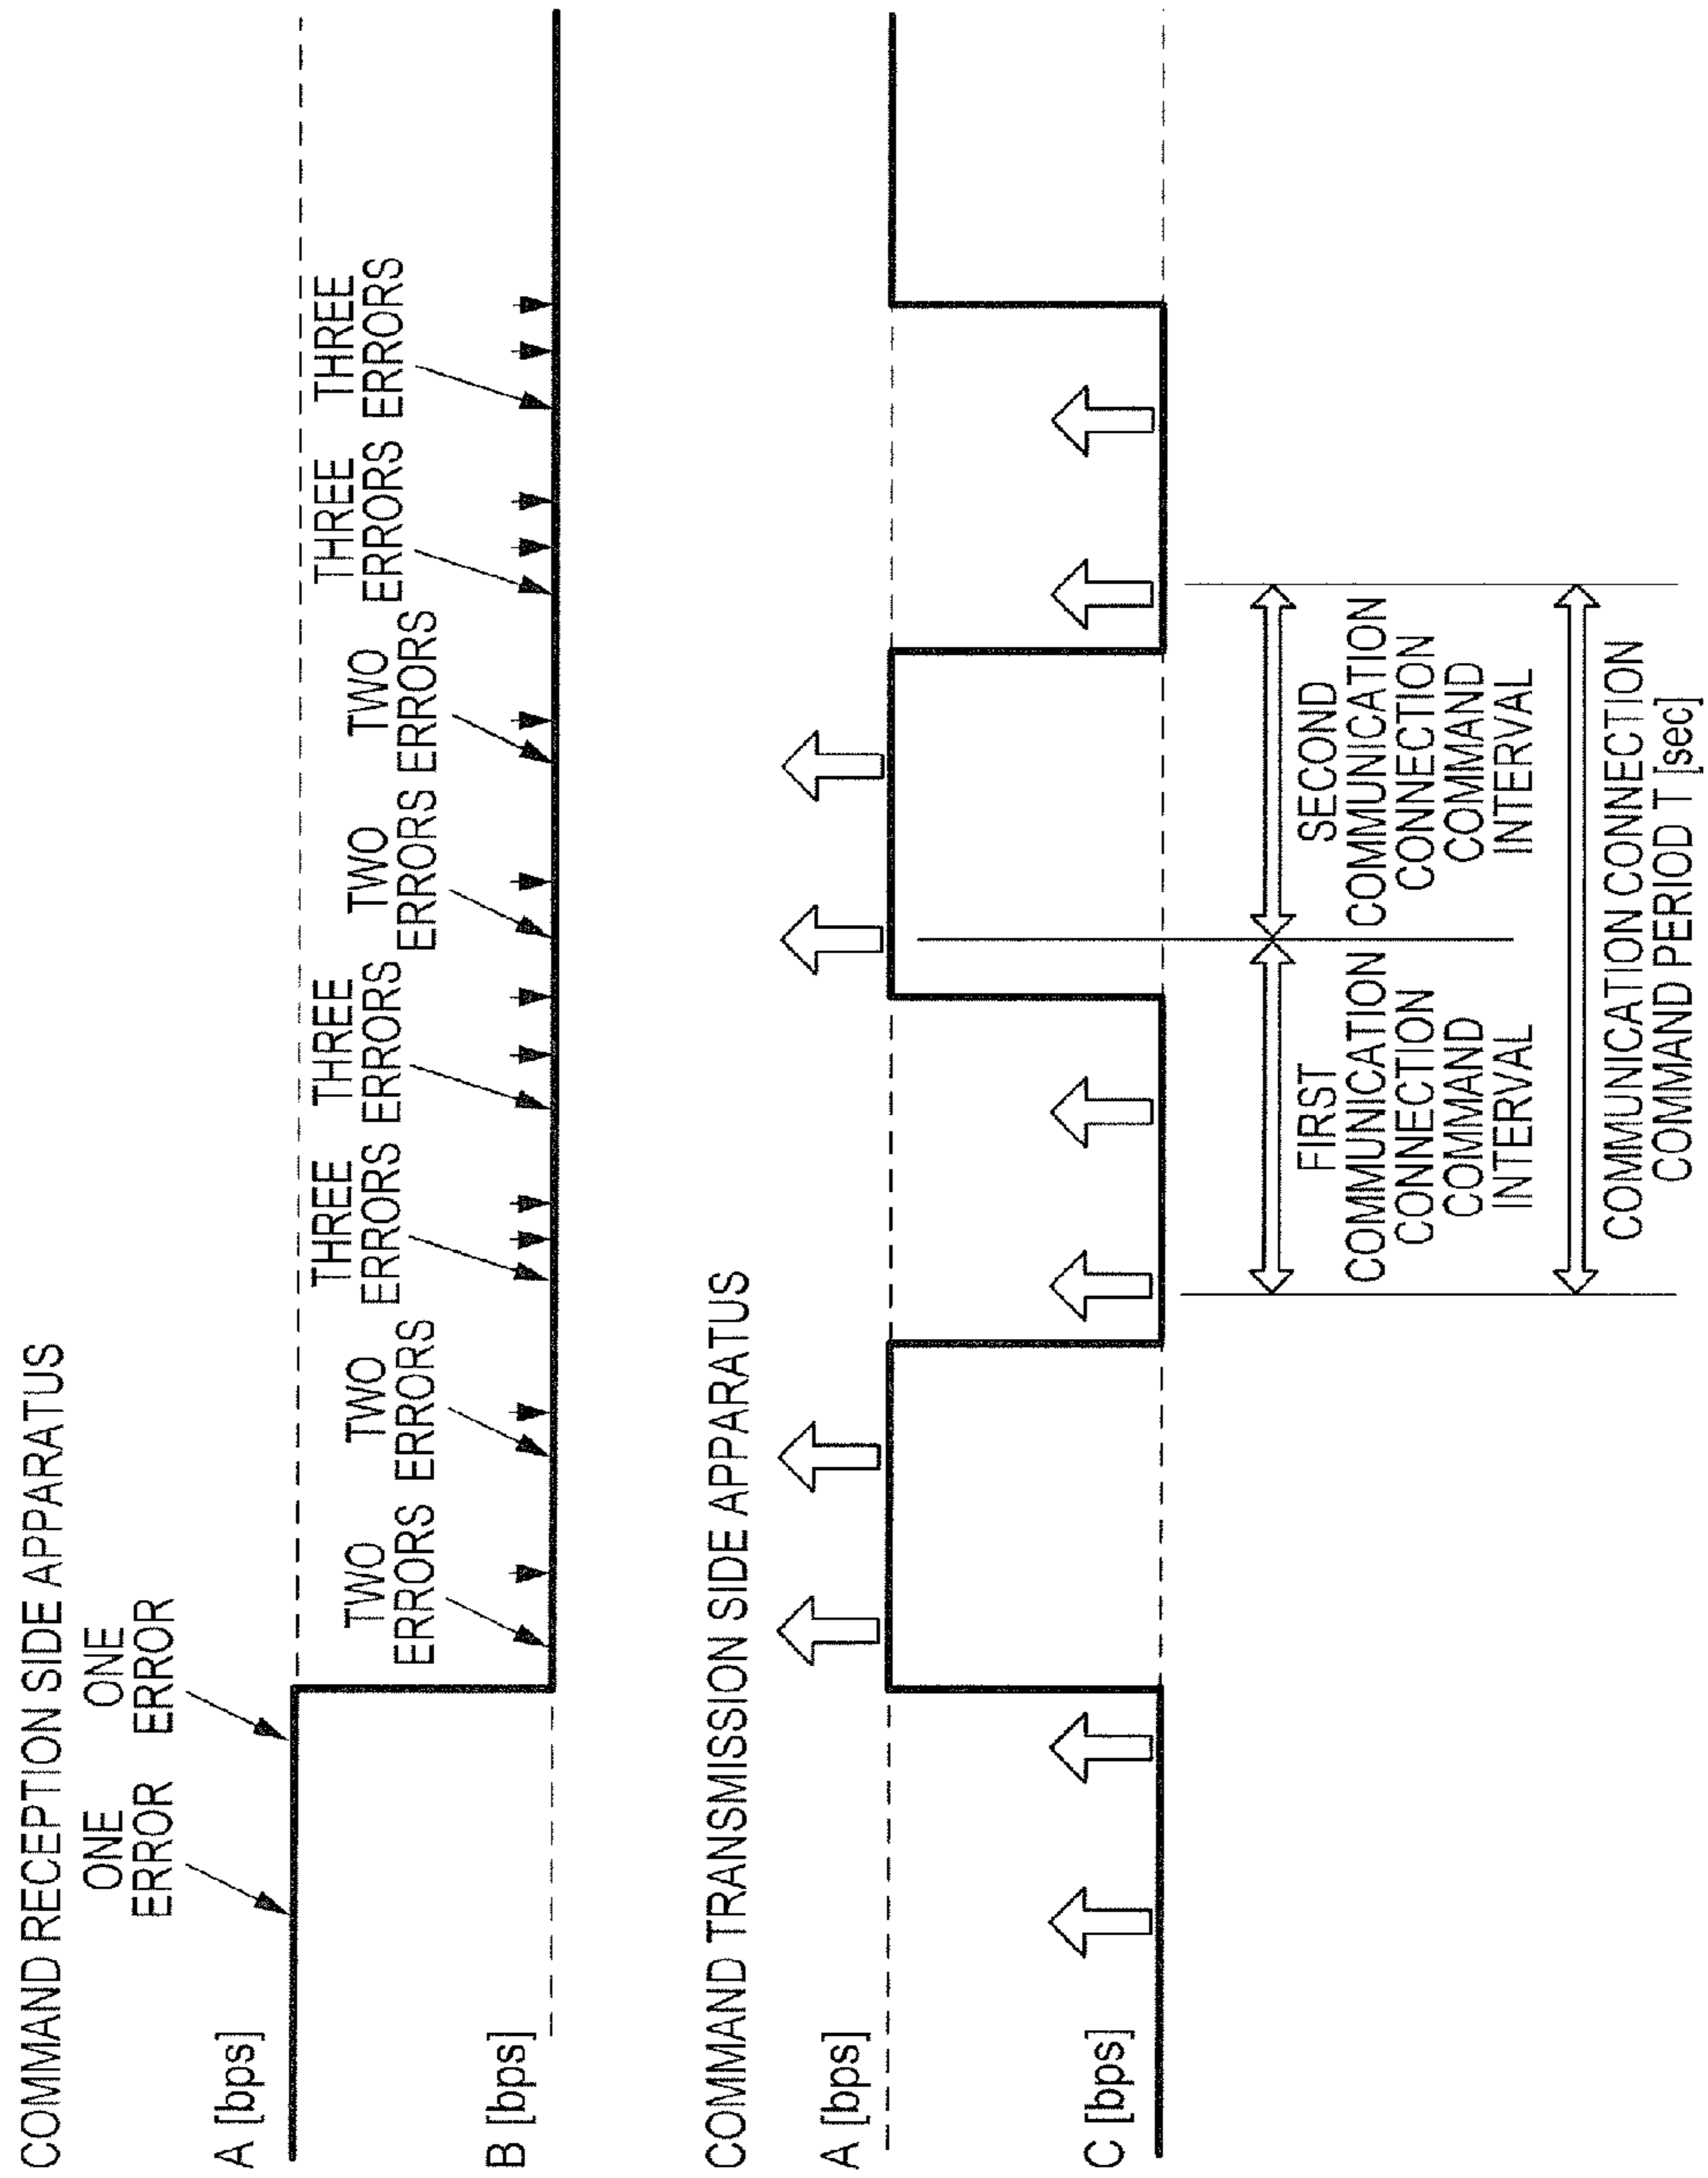 COMMAND RECEPTION SIDE APPARATUS
ONE
ERROR
ONE
ERROR
A [bps]
TWO
ERRORS
TWO
ERRORS
THREE
ERRORS
THREE
ERRORS
TWO
ERRORS
TWO
ERRORS
THREE
ERRORS
THREE
ERRORS
B [bps]
COMMAND TRANSMISSION SIDE APPARATUS
A [bps]
C [bps]
FIRST
COMMUNICATION
CONNECTION
COMMAND
INTERVAL
SECOND
COMMUNICATION
CONNECTION
COMMAND
INTERVAL
COMMUNICATION CONNECTION
COMMAND PERIOD T [sec]